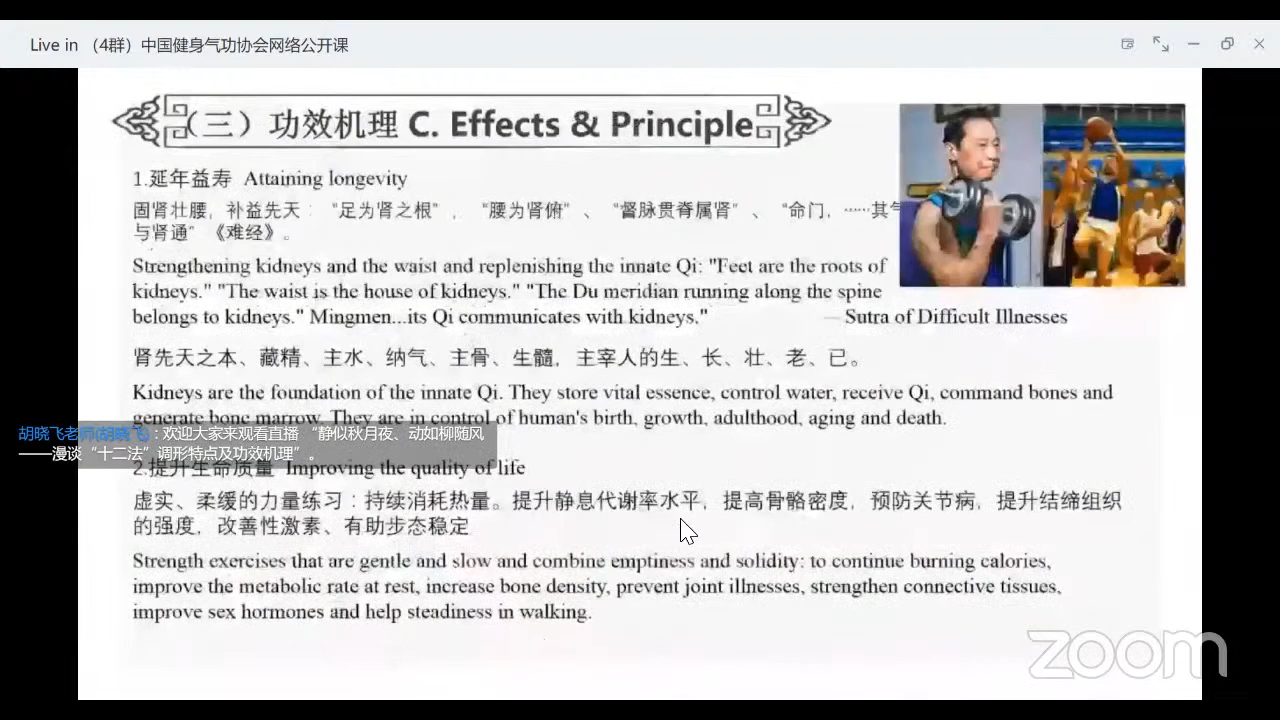 Live in （4群）中国健身气功协会网络公开课
（三）功效机理 C. Effects & Principle
1.延年益寿 Attaining longevity
固肾壮腰，补益先天：“足为肾之根”，“腰为肾俯”、“督脉贯脊属肾”、“命门，……其气
与肾通”《难经》。
Strengthening kidneys and the waist and replenishing the innate Qi: "Feet are the roots of
kidneys." "The waist is the house of kidneys." "The Du meridian running along the spine
belongs to kidneys." Mingmen...its Qi communicates with kidneys." — Sutra of Difficult Illnesses
肾先天之本、藏精、主水、纳气、主骨、生髓，主宰人的生、长、壮、老、已。
Kidneys are the foundation of the innate Qi. They store vital essence, control water, receive Qi, command bones and
generate bone marrow. They are in control of human's birth, growth, adulthood, aging and death.
胡晓飞老师(胡晓飞)：欢迎大家来观看直播 “静似秋月夜、动如柳随风
——漫谈“十二法”调形特点及功效机理”。
2.提升生命质量 Improving the quality of life
虚实、柔缓的力量练习：持续消耗热量。提升静息代谢率水平，提高骨骼密度，预防关节病，提升结缔组织
的强度，改善性激素、有助步态稳定
Strength exercises that are gentle and slow and combine emptiness and solidity: to continue burning calories,
improve the metabolic rate at rest, increase bone density, prevent joint illnesses, strengthen connective tissues,
improve sex hormones and help steadiness in walking.
zoom